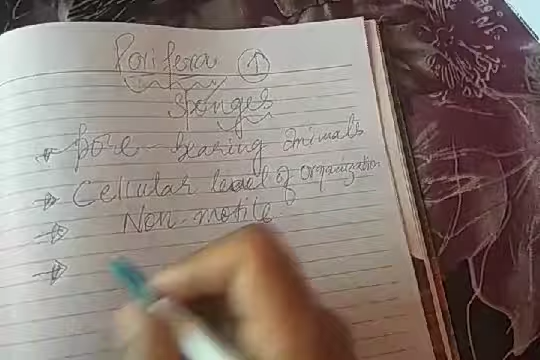 Porifera ①
Sponges
→ Pore-bearing animals
→ Cellular level of organization
→ Non-motile
→